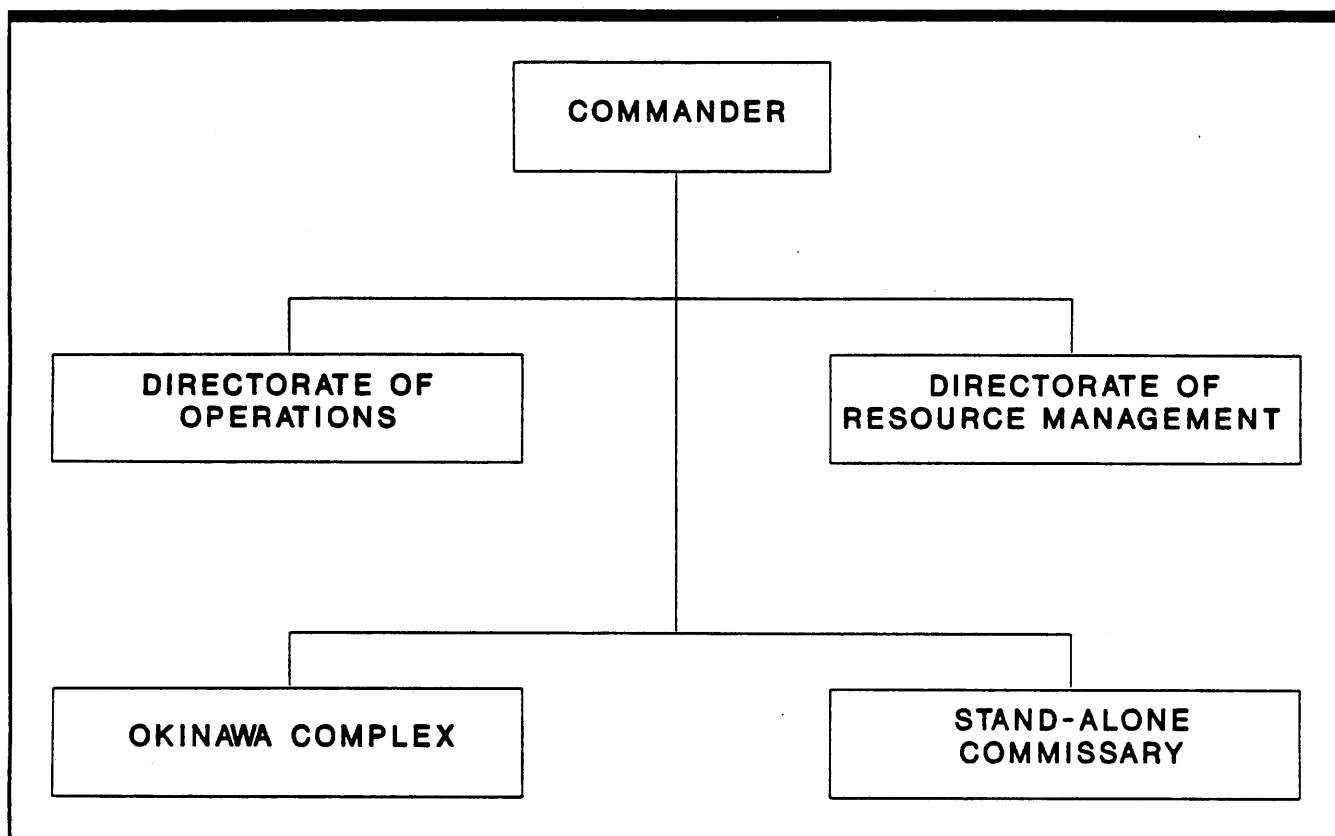 COMMANDER
DIRECTORATE OF
OPERATIONS
DIRECTORATE OF
RESOURCE MANAGEMENT
OKINAWA COMPLEX
STAND-ALONE
COMMISSARY